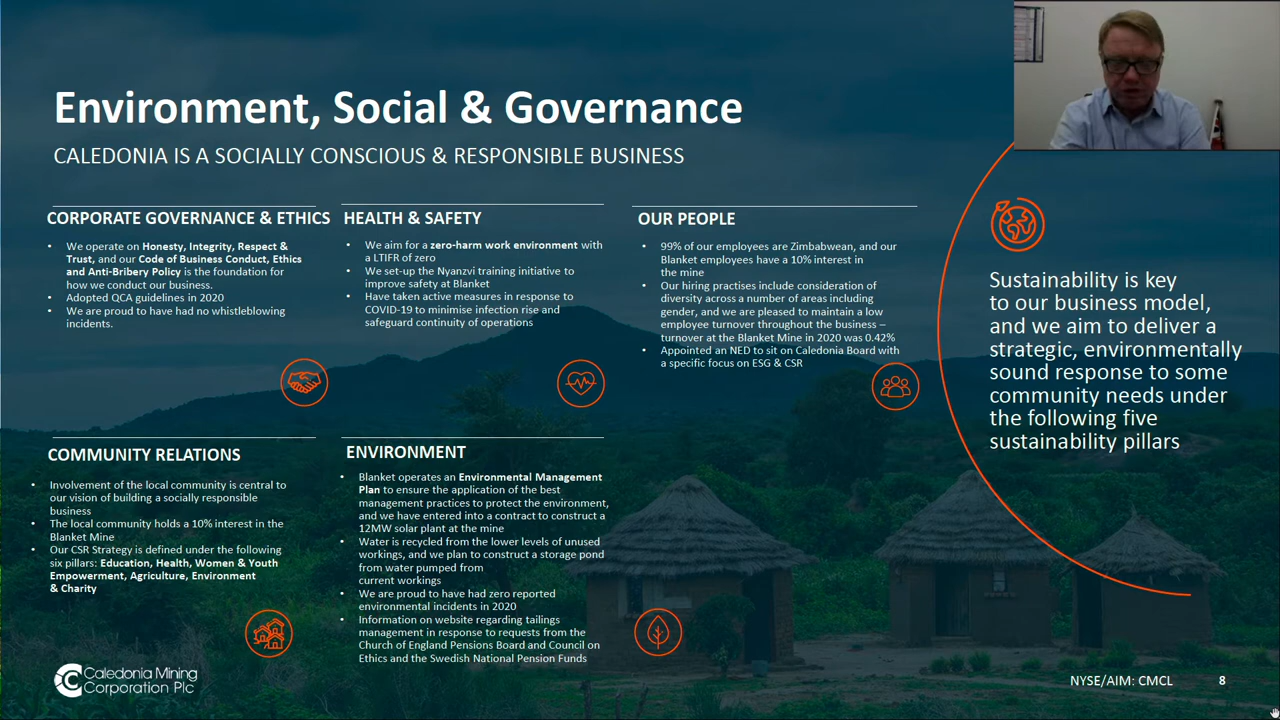 Environment, Social & Governance
CALEDONIA IS A SOCIALLY CONSCIOUS & RESPONSIBLE BUSINESS
CORPORATE GOVERNANCE & ETHICS
• We operate on Honesty, Integrity, Respect &
Trust, and our Code of Business Conduct, Ethics
and Anti-Bribery Policy is the foundation for
how we conduct our business.
• Adopted QCA guidelines in 2020
• We are proud to have had no whistleblowing
incidents.
HEALTH & SAFETY
• We aim for a zero-harm work environment with
a LTIFR of zero
• We set-up the Nyanzvi training initiative to
improve safety at Blanket
• Have taken active measures in response to
COVID-19 to minimise infection rise and
safeguard continuity of operations
OUR PEOPLE
• 99% of our employees are Zimbabwean, and our
Blanket employees have a 10% interest in
the mine
• Our hiring practises include consideration of
diversity across a number of areas including
gender, and we are pleased to maintain a low
employee turnover throughout the business –
turnover at the Blanket Mine in 2020 was 0.42%
• Appointed an NED to sit on Caledonia Board with
a specific focus on ESG & CSR
COMMUNITY RELATIONS
• Involvement of the local community is central to
our vision of building a socially responsible
business
• The local community holds a 10% interest in the
Blanket Mine
• Our CSR Strategy is defined under the following
six pillars: Education, Health, Women & Youth
Empowerment, Agriculture, Environment
& Charity
ENVIRONMENT
• Blanket operates an Environmental Management
Plan to ensure the application of the best
management practices to protect the environment,
and we have entered into a contract to construct a
12MW solar plant at the mine
• Water is recycled from the lower levels of unused
workings, and we plan to construct a storage pond
from water pumped from
current workings
• We are proud to have had zero reported
environmental incidents in 2020
• Information on website regarding tailings
management in response to requests from the
Church of England Pensions Board and Council on
Ethics and the Swedish National Pension Funds
Sustainability is key
to our business model,
and we aim to deliver a
strategic, environmentally
sound response to some
community needs under
the following five
sustainability pillars
Caledonia Mining
Corporation Plc
NYSE/AIM: CMCL
8